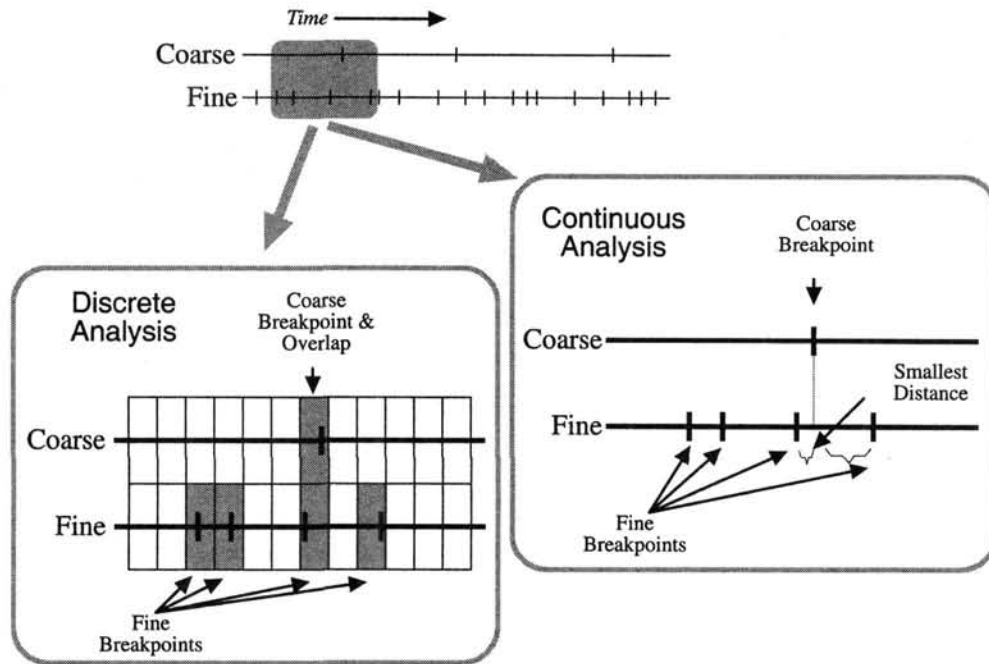 Time
Coarse
Fine
Continuous
Analysis
Coarse
Breakpoint
Coarse
Smallest
Distance
Fine
Fine
Breakpoints
Discrete
Analysis
Coarse
Breakpoint &
Overlap
Coarse
Fine
Fine
Breakpoints